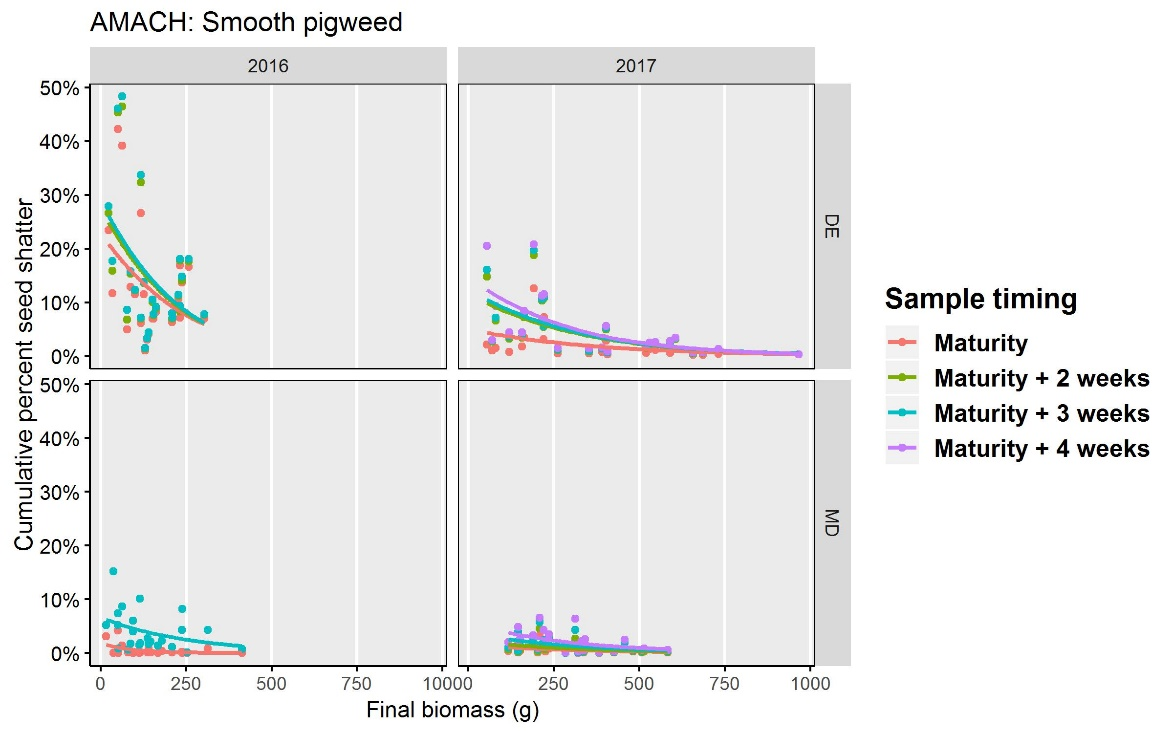 AMACH: Smooth pigweed
2016 2017
50%
40%
30%
20%
10%
0%
DE
50%
40%
30%
20%
10%
0%
MD
Cumulative percent seed shatter
0 250 500 750 1000 0 250 500 750 1000
Final biomass (g)
Sample timing
Maturity
Maturity + 2 weeks
Maturity + 3 weeks
Maturity + 4 weeks